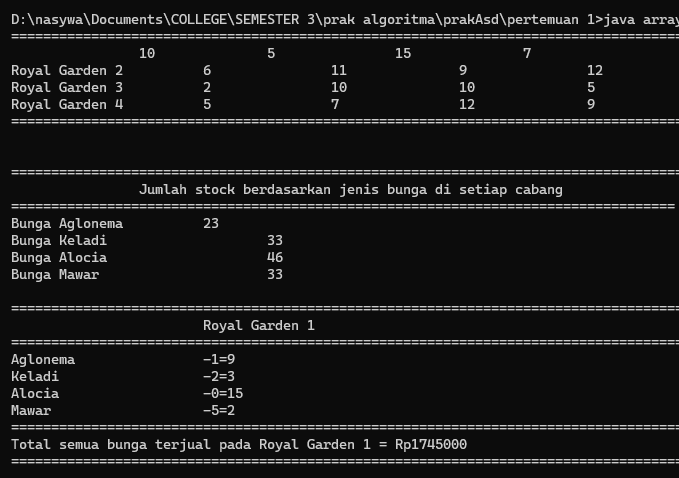 D:\nasywa\Documents\COLLEGE\SEMESTER 3\prak algoritma\prakAsd\pertemuan 1>java array
====================================================================================
10 5 15 7
Royal Garden 2 6 11 9 12
Royal Garden 3 2 10 10 5
Royal Garden 4 5 7 12 9
====================================================================================
====================================================================================
Jumlah stock berdasarkan jenis bunga di setiap cabang
===================================================================================
Bunga Aglonema 23
Bunga Keladi 33
Bunga Alocia 46
Bunga Mawar 33
====================================================================================
Royal Garden 1
====================================================================================
Aglonema -1=9
Keladi -2=3
Alocia -0=15
Mawar -5=2
====================================================================================
Total semua bunga terjual pada Royal Garden 1 = Rp1745000
====================================================================================